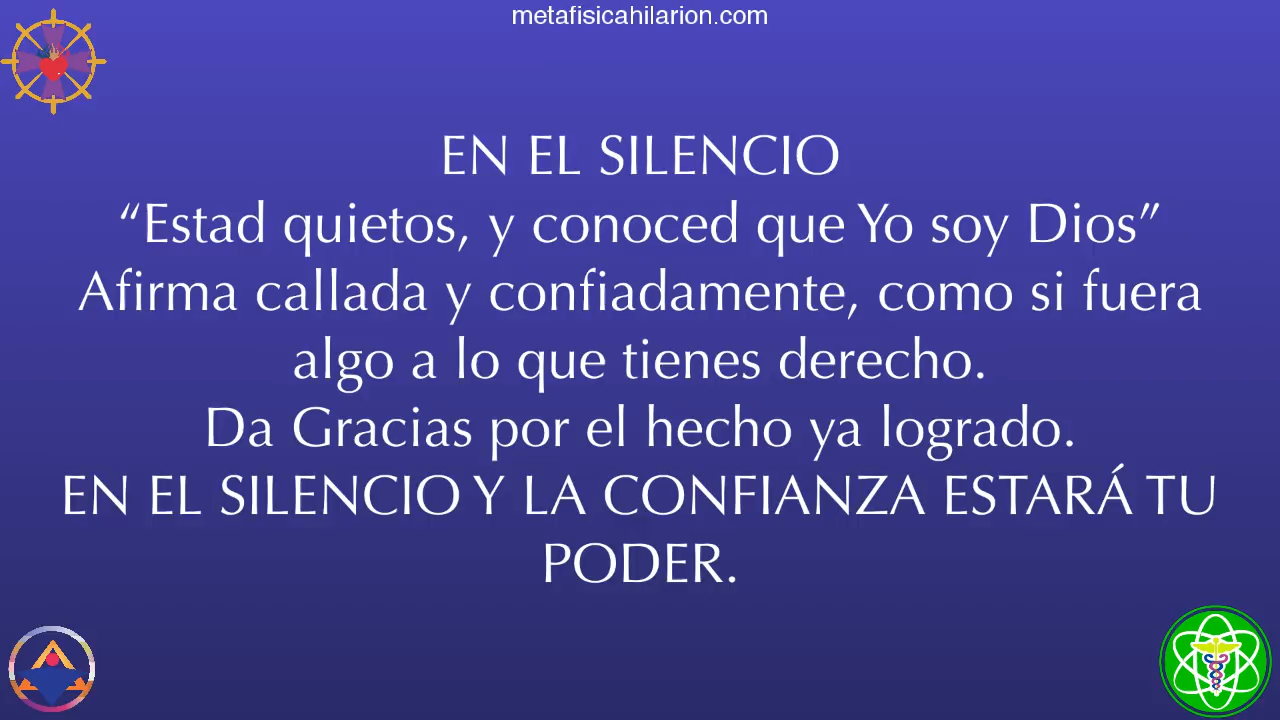 metafisicahilarion.com
EN EL SILENCIO
“Estad quietos, y conoced que Yo soy Dios”
Afirma callada y confiadamente, como si fuera
algo a lo que tienes derecho.
Da Gracias por el hecho ya logrado.
EN EL SILENCIO Y LA CONFIANZA ESTARÁ TU
PODER.